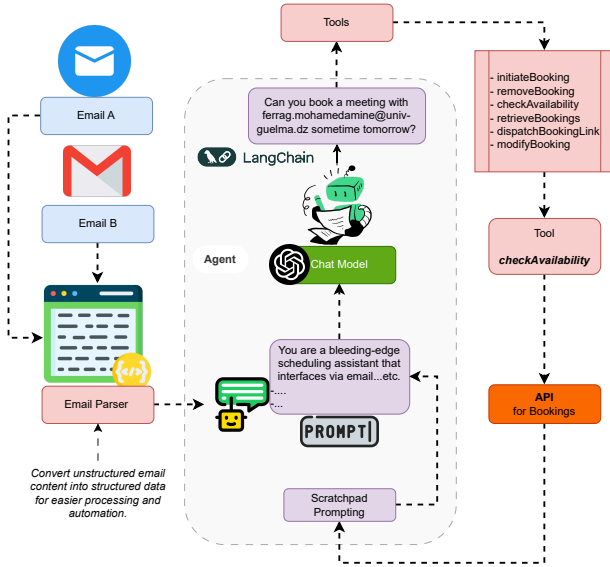 Tools
Email A
Email B
Email Parser
Convert unstructured email
content into structured data
for easier processing and
automation.
Can you book a meeting with
ferrag.mohamedamine@univ-
guelma.dz sometime tomorrow?
LangChain
Agent
Chat Model
You are a bleeding-edge
scheduling assistant that
interfaces via email...etc.
-....
-...
PROMPT
Scratchpad
Prompting
- initiateBooking
- removeBooking
- checkAvailability
- retrieveBookings
- dispatchBookingLink
- modifyBooking
Tool
checkAvailability
API
for Bookings